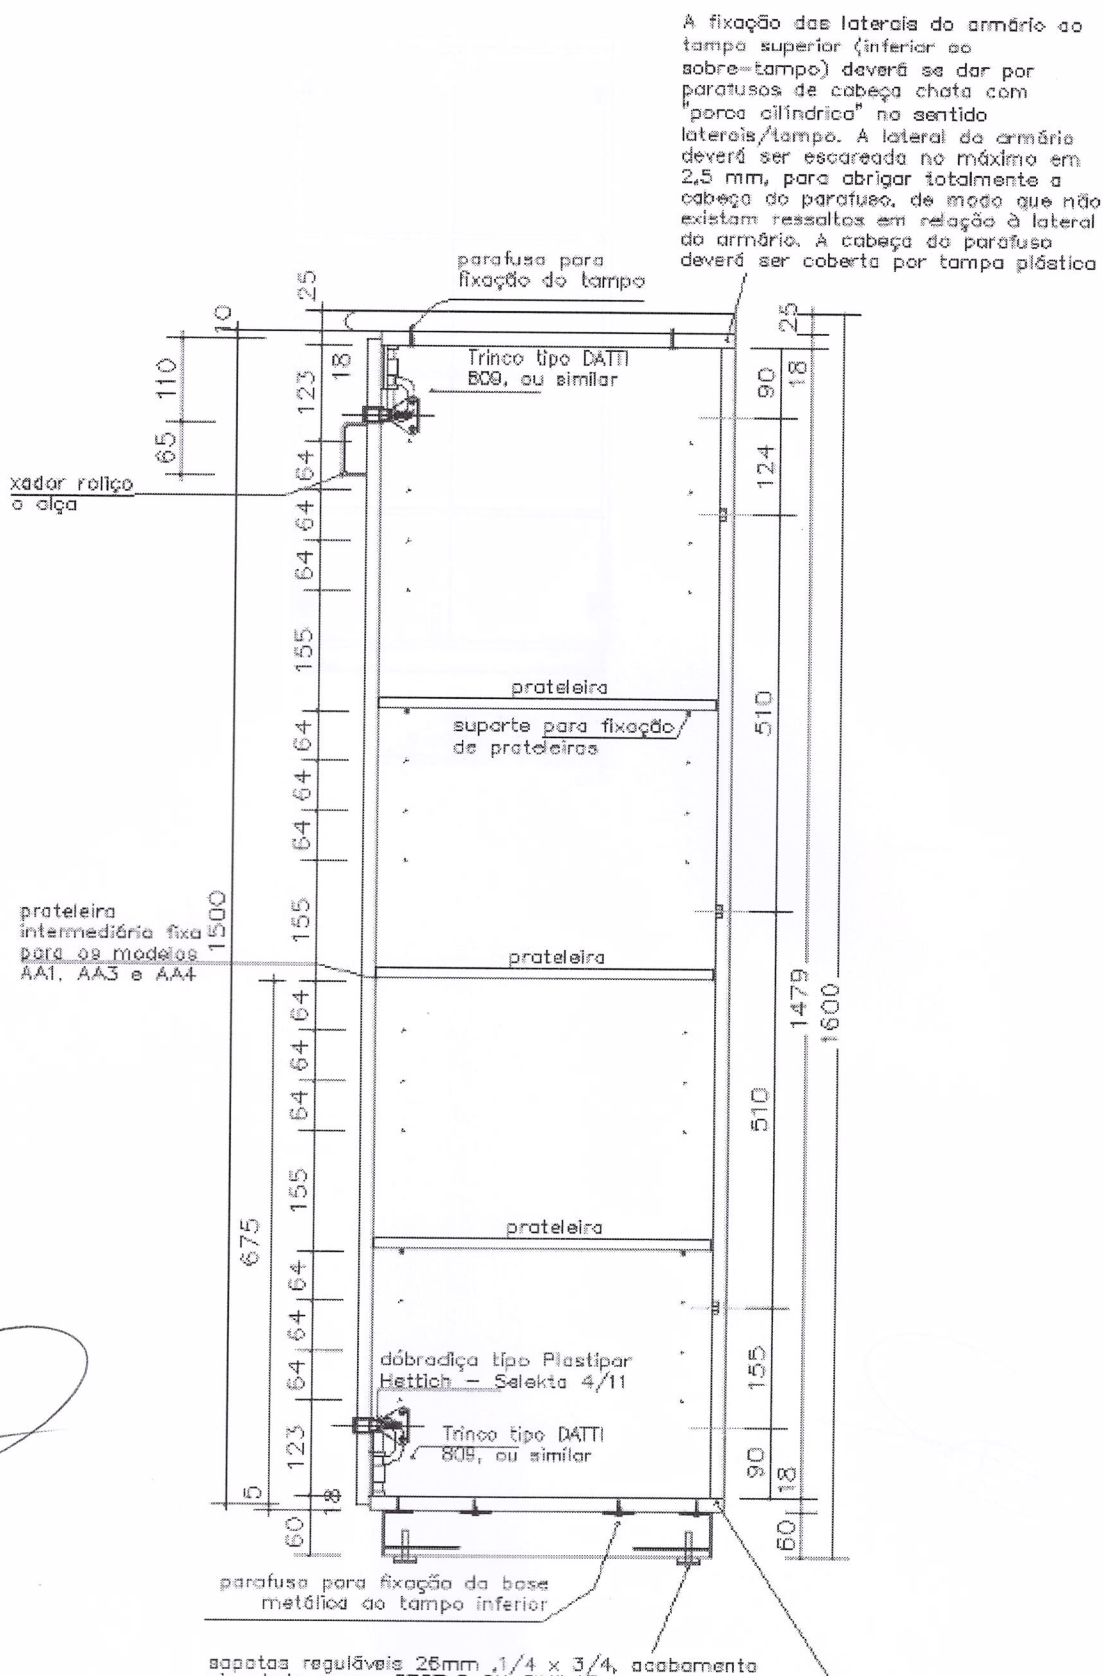 A fixação das laterais do armário ao
tampo superior (inferior ao
sobre-tampo) deverá se dar por
parafusos de cabeça chata com
"porca cilíndrica" no sentido
laterais/tampo. A lateral do armário
deverá ser escareada no máximo em
2,5 mm, para abrigar totalmente a
cabeça do parafuso, de modo que não
existam ressaltos em relação à lateral
do armário. A cabeça do parafuso
deverá ser coberta por tampa plástica
parafuso para
fixação do tampo
25
10
110
65
18
123
64
64
64
155
64
64
64
155
64
64
64
155
64
64
64
123
18
60
1500
675
5
Trinco tipo DATTI
809, ou similar
xador roliço
o alça
prateleira
suporte para fixação
de prateleiras
prateleira
intermediária fixa
para os modelos
AA1, AA3 e AA4
prateleira
prateleira
dóbradiça tipo Plastipar
Hettich - Selekta 4/11
Trinco tipo DATTI
809, ou similar
25
18
90
124
510
510
155
90
18
60
1479
1600
parafuso para fixação da base
metálica ao tampo inferior
sapatas reguláveis 26mm ,1/4 x 3/4, acabamento